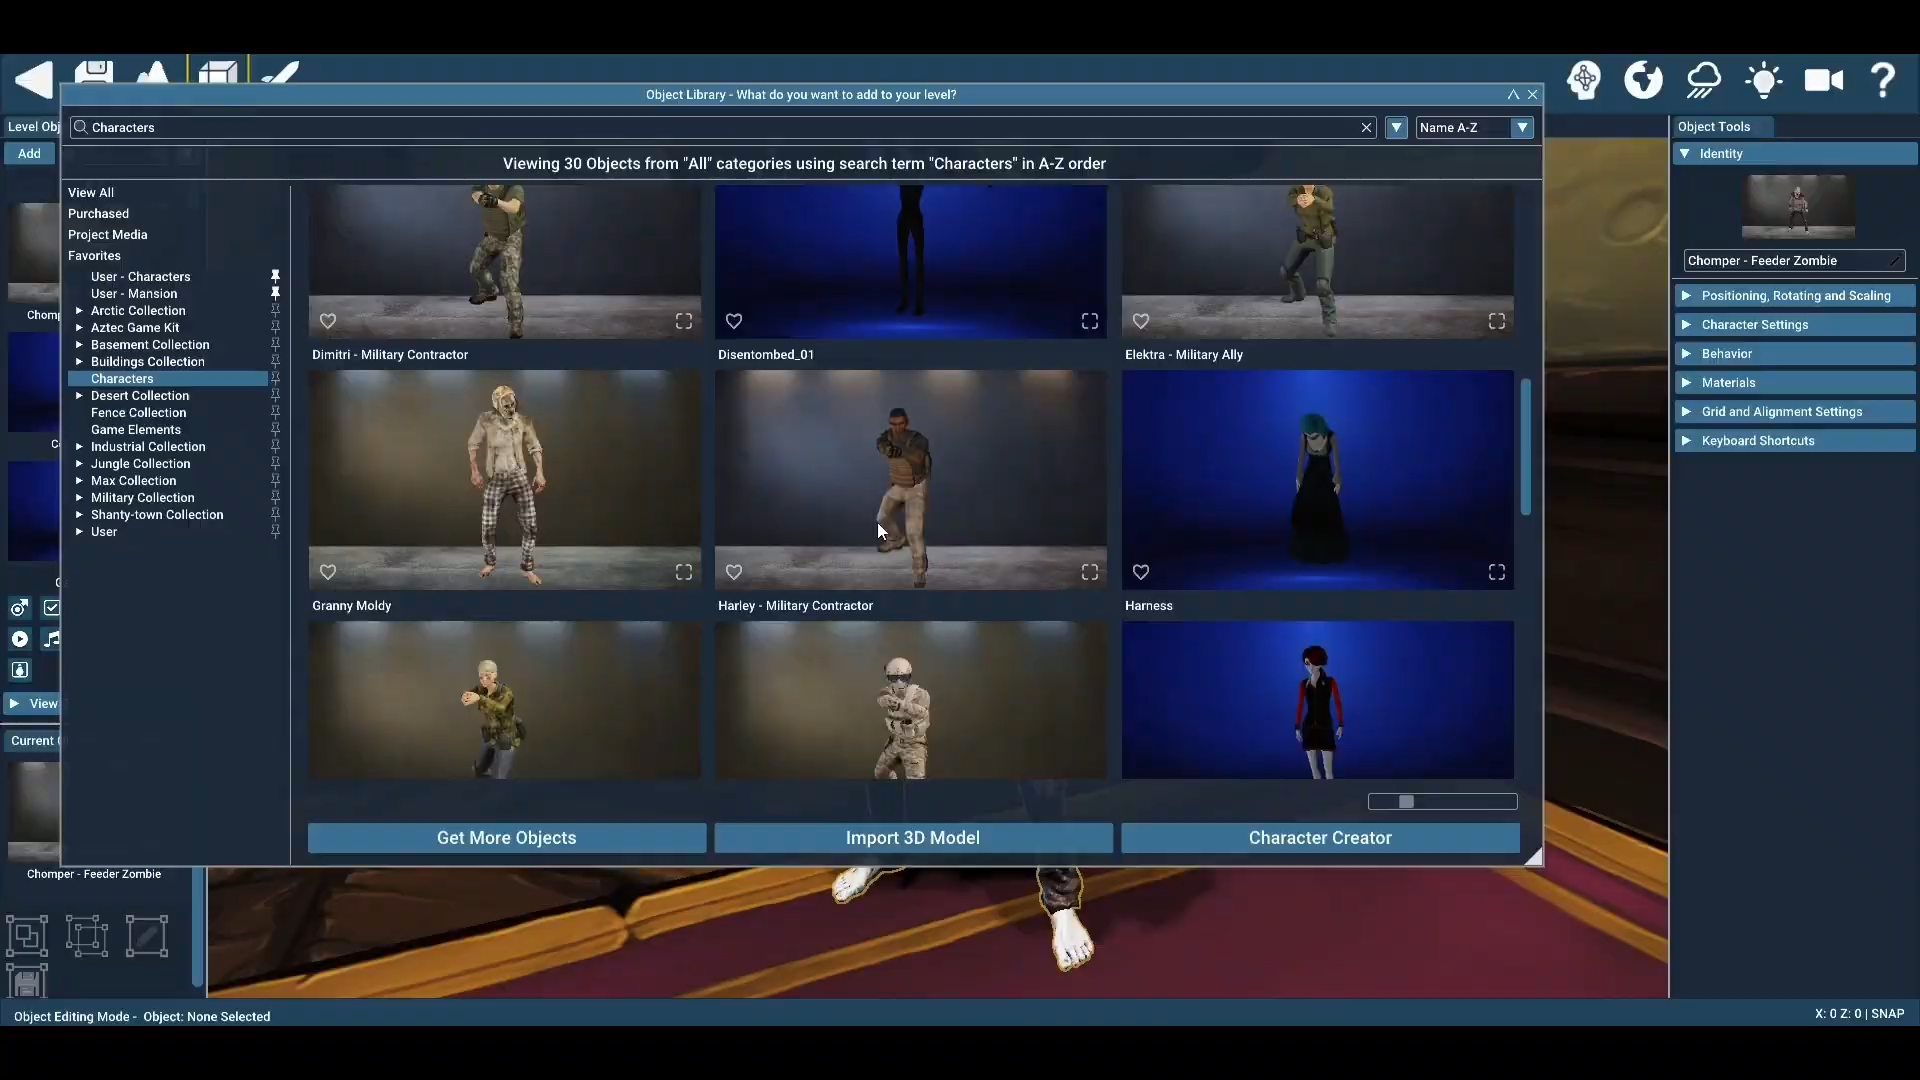 Object Library - What do you want to add to your level?
Level Obj
Characters
Name A-Z
Object Tools
Add
Identity
Viewing 30 Objects from "All" categories using search term "Characters" in A-Z order
View All
Purchased
Project Media
Favorites
User - Characters
User - Mansion
Arctic Collection
Aztec Game Kit
Basement Collection
Buildings Collection
Characters
Desert Collection
Fence Collection
Game Elements
Industrial Collection
Jungle Collection
Max Collection
Military Collection
Shanty-town Collection
User
Dimitri - Military Contractor
Disentombed_01
Elektra - Military Ally
Granny Moldy
Harley - Military Contractor
Harness
Get More Objects
Import 3D Model
Character Creator
Chomper - Feeder Zombie
Positioning, Rotating and Scaling
Character Settings
Behavior
Materials
Grid and Alignment Settings
Keyboard Shortcuts
Chomp
View
Current
Chomper - Feeder Zombie
Object Editing Mode - Object: None Selected
X: 0 Z: 0 | SNAP